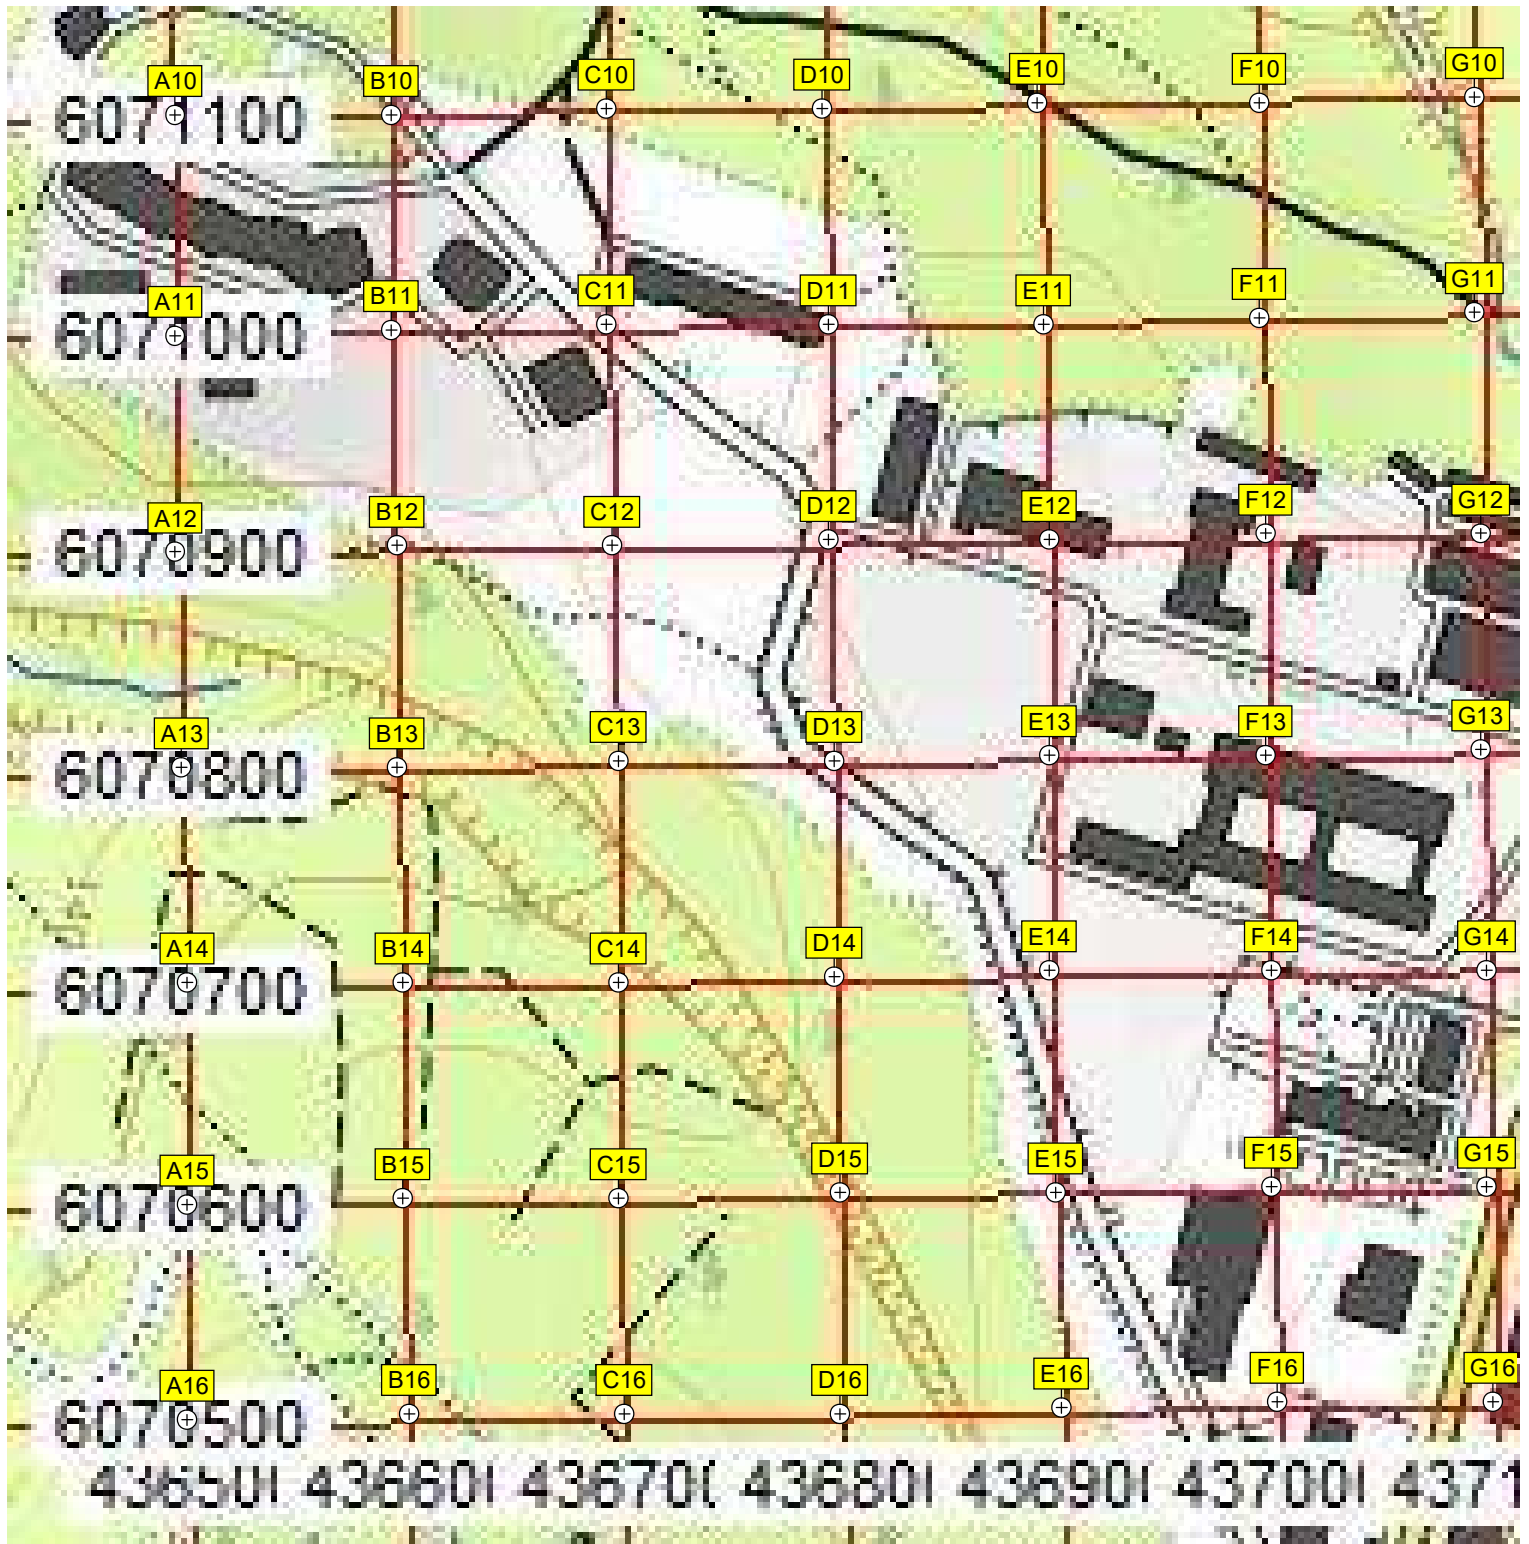 A10 B10 C10 D10 E10 F10 G10
6071100
A11 B11 C11 D11 E11 F11 G11
6071000
A12 B12 C12 D12 E12 F12 G12
6070900
A13 B13 C13 D13 E13 F13 G13
6070800
A14 B14 C14 D14 E14 F14 G14
6070700
A15 B15 C15 D15 E15 F15 G15
6070600
A16 B16 C16 D16 E16 F16 G16
6070500
436500 436600 436700 436800 436900 437000 4371